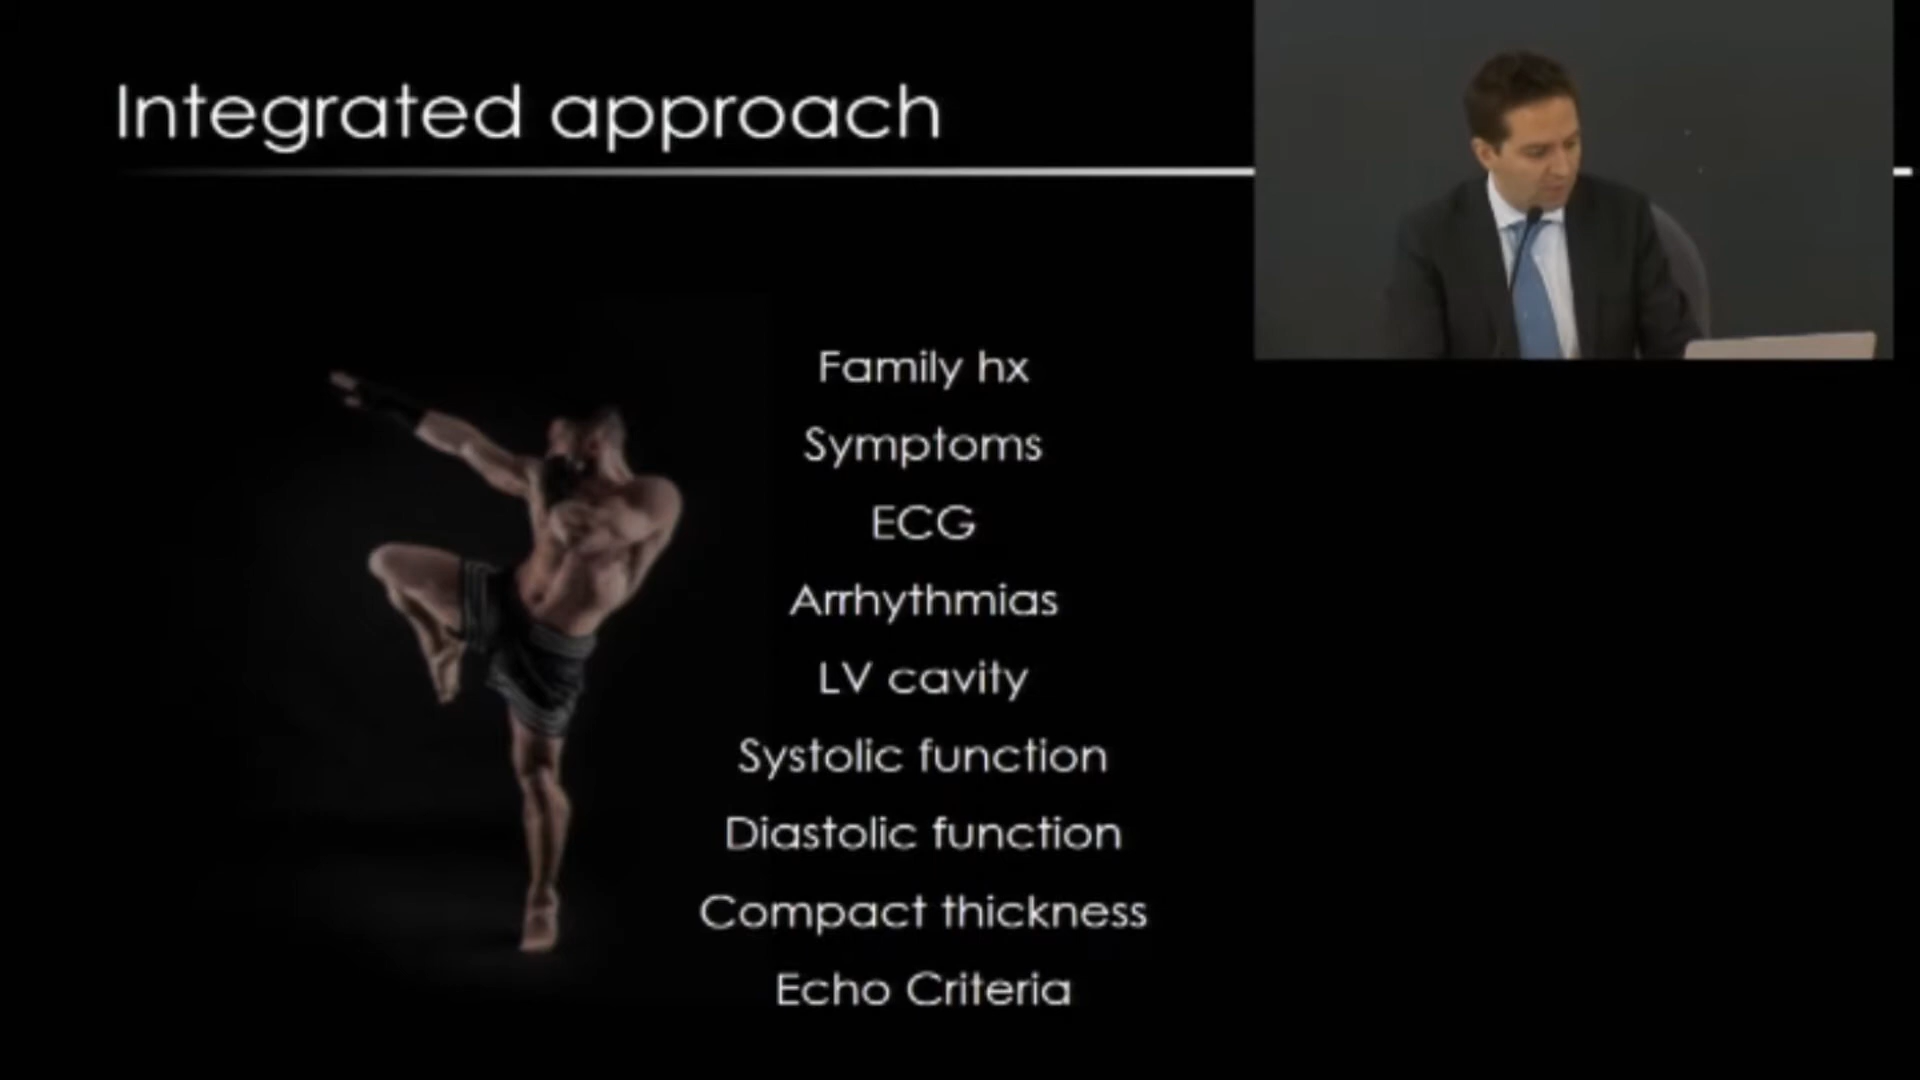 Integrated approach
Family hx
Symptoms
ECG
Arrhythmias
LV cavity
Systolic function
Diastolic function
Compact thickness
Echo Criteria